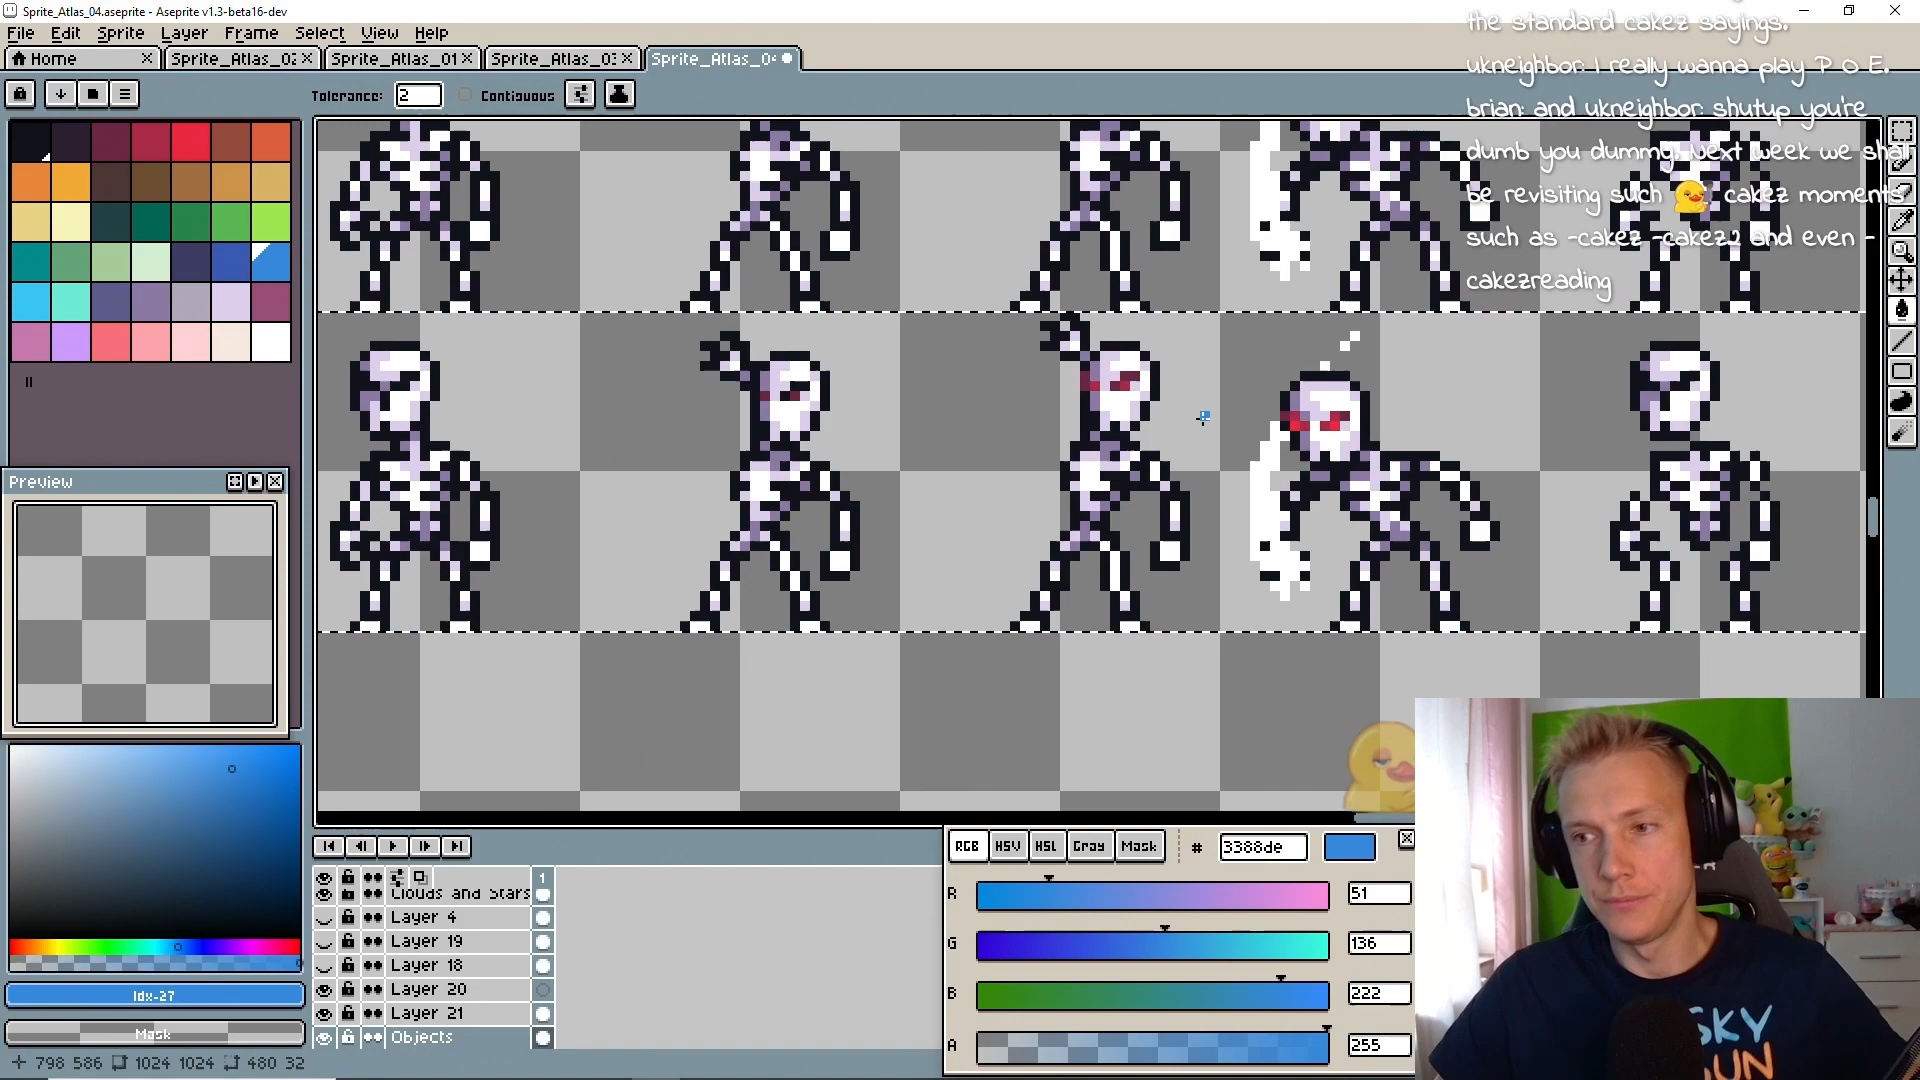 Sprite_Atlas_04.aseprite - Aseprite v1.3-beta16-dev
File Edit Sprite Layer Frame Select View Help
Home Sprite_Atlas_02 Sprite_Atlas_01 Sprite_Atlas_03 Sprite_Atlas_04
the standard cakez sayings.
ukneighbor: I really wanna play P O E.
brian: and ukneighbor: shutup you're
dumb you dummy. Next week we shall
be revisiting such cakez moments
such as -cakez -cakez2 and even -
cakezreading
Tolerance: 2 Contiguous
Preview
RGB HSV HSL Gray Mask # 3388de
R 51
G 136
B 222
A 255
1
Clouds and Stars
Layer 4
Layer 19
Layer 18
Layer 20
Layer 21
Objects
Idx-27
Mask
798 586 1024 1024 480 32
SKY